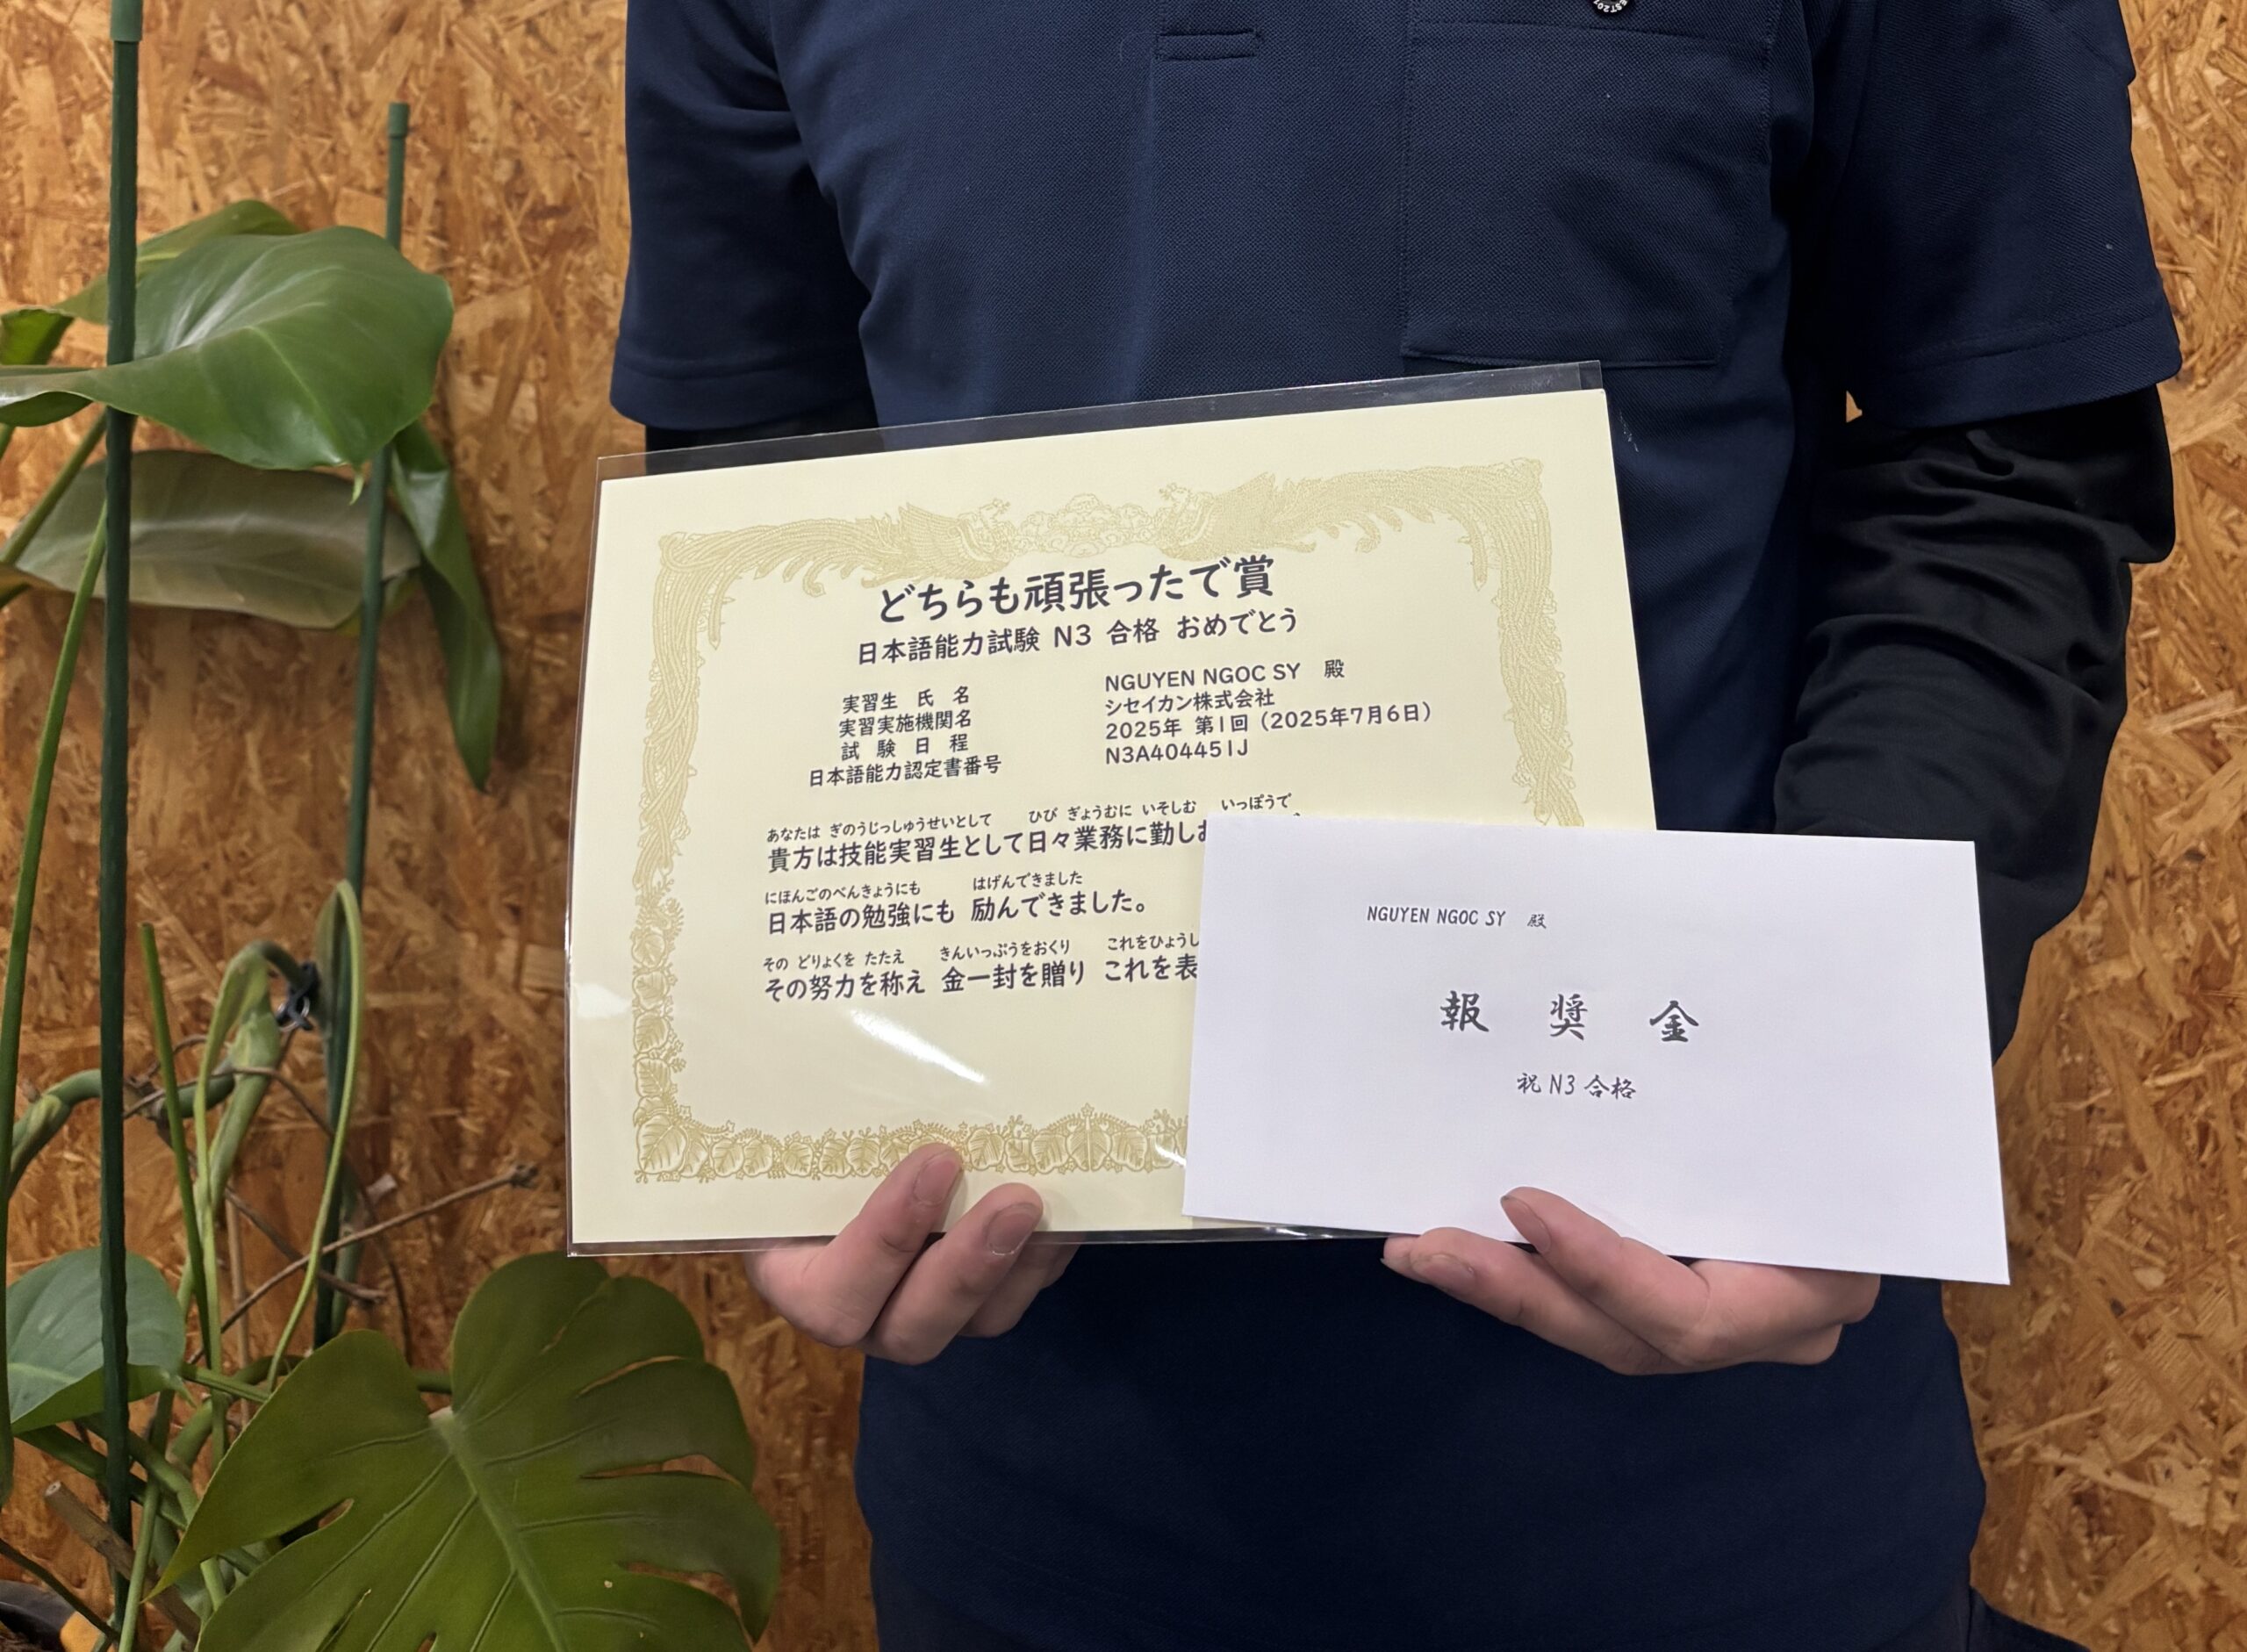 どちらも頑張ったで賞
日本語能力試験 N3 合格 おめでとう
実習生 氏 名 NGUYEN NGOC SY 殿
実習実施機関名 シセイカン株式会社
試 験 日 程 2025年 第1回（2025年7月6日）
日本語能力認定書番号 N3A404451J
あなたは ぎのうじっしゅうせいとして ひび ぎょうむに いそしむ いっぽうで
貴方は技能実習生として日々業務に勤し
にほんごのべんきょうにも はげんできました
日本語の勉強にも 励んできました。
その どりょくを たたえ きんいっぷうをおくり これをひょうし
その努力を称え 金一封を贈り これを表
NGUYEN NGOC SY 殿
報 奨 金
祝 N3 合格